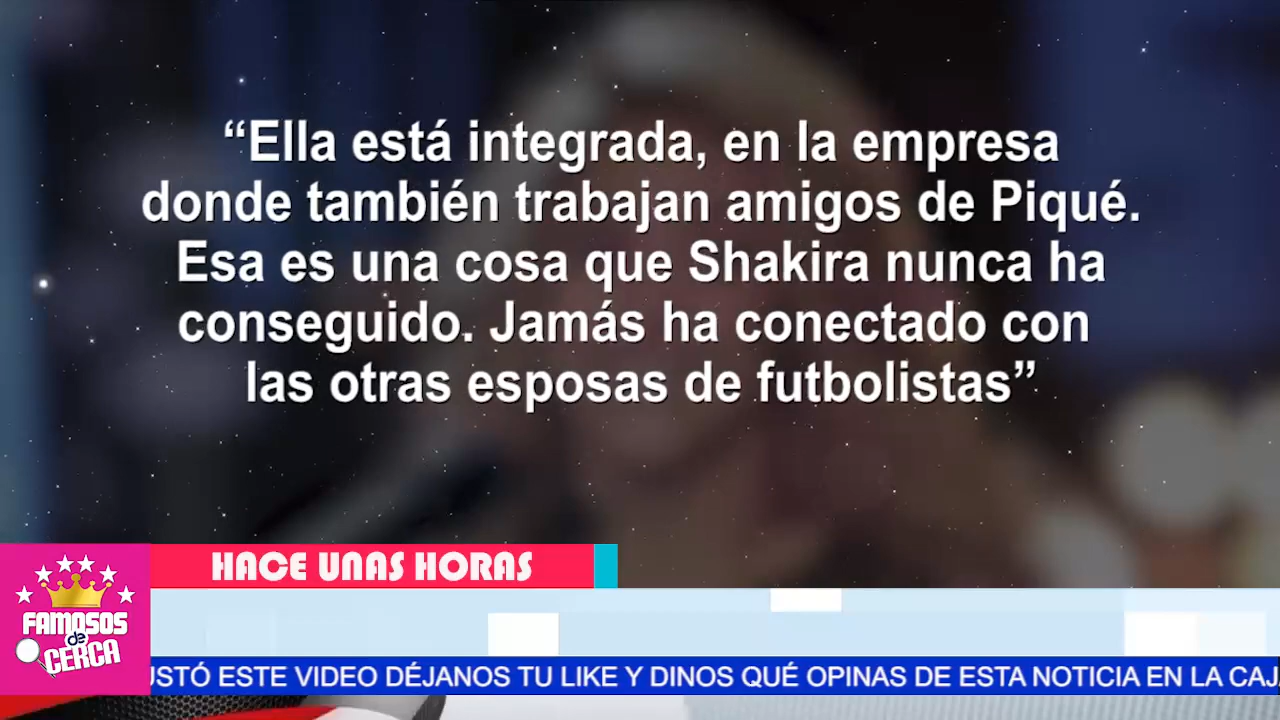 “Ella está integrada, en la empresa
donde también trabajan amigos de Piqué.
Esa es una cosa que Shakira nunca ha
conseguido. Jamás ha conectado con
las otras esposas de futbolistas”
HACE UNAS HORAS
FAMOSOS
de
CERCA
USTÓ ESTE VIDEO DÉJANOS TU LIKE Y DINOS QUÉ OPINAS DE ESTA NOTICIA EN LA CAJA